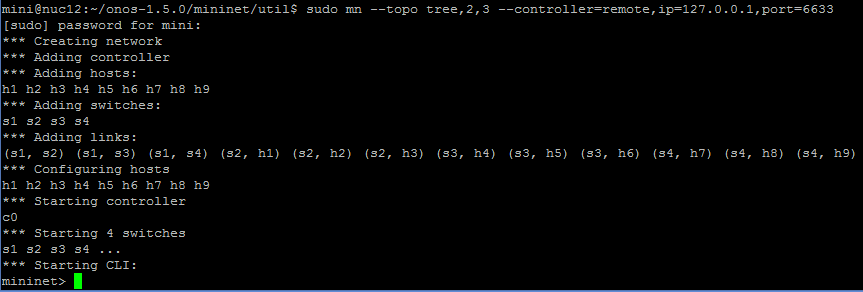 mini@nuc12:~/onos-1.5.0/mininet/util$ sudo mn --topo tree,2,3 --controller=remote,ip=127.0.0.1,port=6633
[sudo] password for mini:
*** Creating network
*** Adding controller
*** Adding hosts:
h1 h2 h3 h4 h5 h6 h7 h8 h9
*** Adding switches:
s1 s2 s3 s4
*** Adding links:
(s1, s2) (s1, s3) (s1, s4) (s2, h1) (s2, h2) (s2, h3) (s3, h4) (s3, h5) (s3, h6) (s4, h7) (s4, h8) (s4, h9)
*** Configuring hosts
h1 h2 h3 h4 h5 h6 h7 h8 h9
*** Starting controller
c0
*** Starting 4 switches
s1 s2 s3 s4 ...
*** Starting CLI:
mininet>